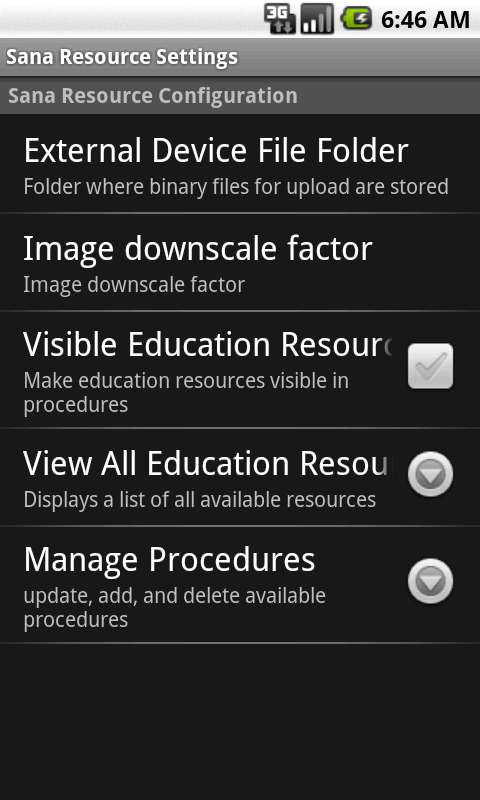 3G 6:46 AM
Sana Resource Settings
Sana Resource Configuration
External Device File Folder
Folder where binary files for upload are stored
Image downscale factor
Image downscale factor
Visible Education Resourc
Make education resources visible in
procedures
View All Education Resou
Displays a list of all available resources
Manage Procedures
update, add, and delete available
procedures